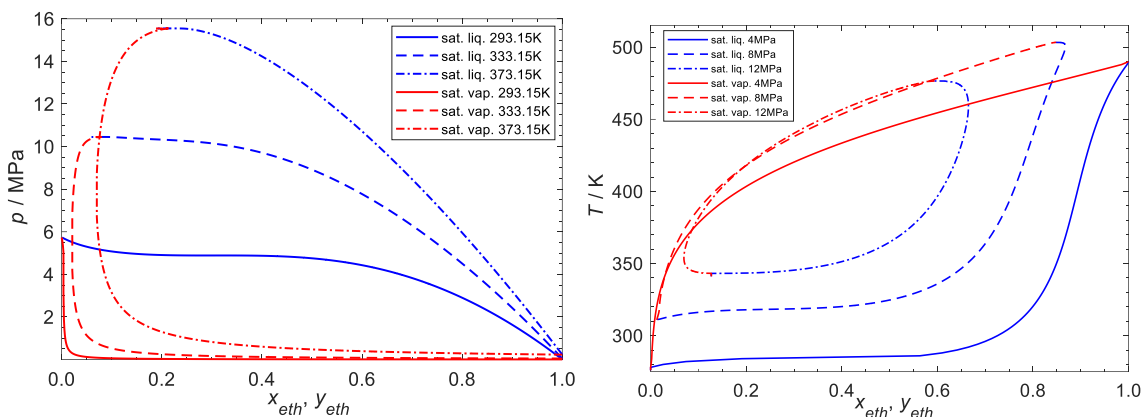 16
14
12
10
8
6
4
2
p / MPa
sat. liq. 293.15K
sat. liq. 333.15K
sat. liq. 373.15K
sat. vap. 293.15K
sat. vap. 333.15K
sat. vap. 373.15K
0.0 0.2 0.4 0.6 0.8 1.0
x_eth, y_eth
500
450
400
350
300
T / K
sat. liq. 4MPa
sat. liq. 8MPa
sat. liq. 12MPa
sat. vap. 4MPa
sat. vap. 8MPa
sat. vap. 12MPa
0.0 0.2 0.4 0.6 0.8 1.0
x_eth, y_eth